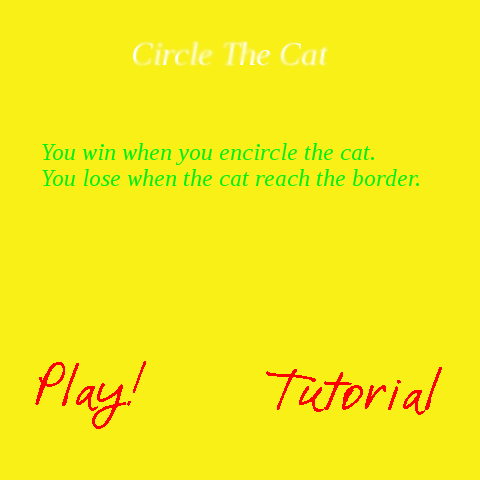 Circle The Cat
You win when you encircle the cat.
You lose when the cat reach the border.
Play!
Tutorial